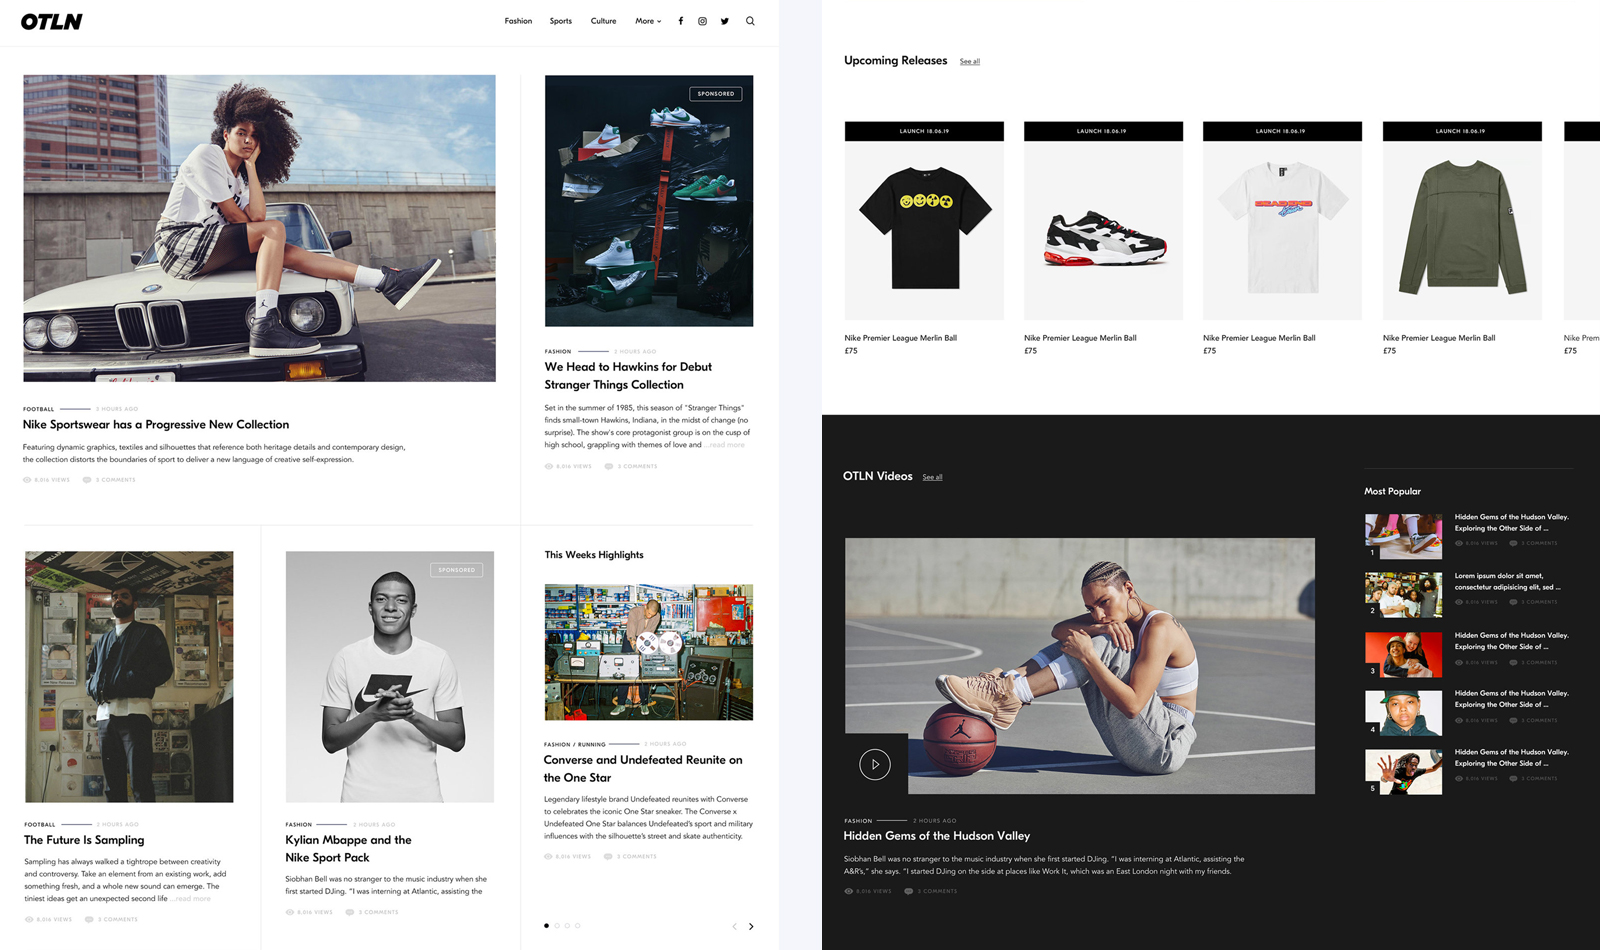 OTLN
Fashion Sports Culture More
SPONSORED
FOOTBALL 3 HOURS AGO
Nike Sportswear has a Progressive New Collection
Featuring dynamic graphics, textiles and silhouettes that reference both heritage details and contemporary design,
the collection distorts the boundaries of sport to deliver a new language of creative self-expression.
8,016 VIEWS 3 COMMENTS
FASHION 2 HOURS AGO
We Head to Hawkins for Debut
Stranger Things Collection
Set in the summer of 1985, this season of "Stranger Things"
finds small-town Hawkins, Indiana, in the midst of change (no
surprise). The show's core protagonist group is on the cusp of
high school, grappling with themes of love and ...read more
8,016 VIEWS 3 COMMENTS
FOOTBALL 2 HOURS AGO
The Future Is Sampling
Sampling has always walked a tightrope between creativity
and controversy. Take an element from an existing work, add
something fresh, and a whole new sound can emerge. The
tiniest ideas get an unexpected second life ...read more
8,016 VIEWS 3 COMMENTS
SPONSORED
FASHION 2 HOURS AGO
Kylian Mbappe and the
Nike Sport Pack
Siobhan Bell was no stranger to the music industry when she
first started DJing. "I was interning at Atlantic, assisting the
8,016 VIEWS 3 COMMENTS
This Weeks Highlights
FASHION / RUNNING 2 HOURS AGO
Converse and Undefeated Reunite on
the One Star
Legendary lifestyle brand Undefeated reunites with Converse
to celebrates the iconic One Star sneaker. The Converse x
Undefeated One Star balances Undefeated's sport and military
influences with the silhouette's street and skate authenticity.
8,016 VIEWS 3 COMMENTS
Upcoming Releases See all
LAUNCH 18.06.19 LAUNCH 18.06.19 LAUNCH 18.06.19 LAUNCH 18.06.19
Nike Premier League Merlin Ball Nike Premier League Merlin Ball Nike Premier League Merlin Ball Nike Premier League Merlin Ball Nike Prem
£75 £75 £75 £75 £75
OTLN Videos See all
FASHION 2 HOURS AGO
Hidden Gems of the Hudson Valley
Siobhan Bell was no stranger to the music industry when she first started DJing. "I was interning at Atlantic, assisting the
A&R's," she says. "I started DJing on the side at places like Work It, which was an East London night with my friends.
8,016 VIEWS 3 COMMENTS
Most Popular
1
Hidden Gems of the Hudson Valley.
Exploring the Other Side of ...
8,016 VIEWS 3 COMMENTS
2
Lorem ipsum dolor sit amet,
consectetur adipisicing elit, sed ...
8,016 VIEWS 3 COMMENTS
3
Hidden Gems of the Hudson Valley.
Exploring the Other Side of ...
8,016 VIEWS 3 COMMENTS
4
Hidden Gems of the Hudson Valley.
Exploring the Other Side of ...
8,016 VIEWS 3 COMMENTS
5
Hidden Gems of the Hudson Valley.
Exploring the Other Side of ...
8,016 VIEWS 3 COMMENTS